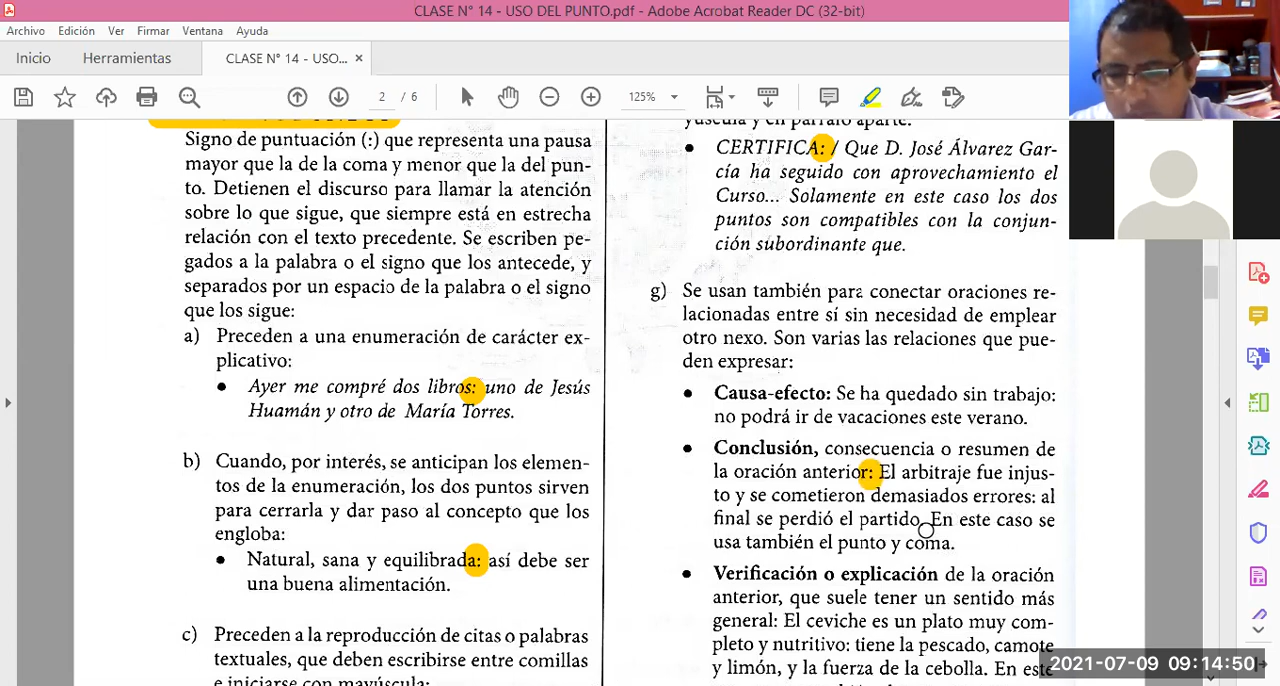 CLASE N° 14 - USO DEL PUNTO.pdf - Adobe Acrobat Reader DC (32-bit)
Archivo Edición Ver Firmar Ventana Ayuda
Inicio Herramientas CLASE N° 14 - USO... ×
2 / 6 125%
Signo de puntuación (:) que representa una pausa
mayor que la de la coma y menor que la del pun-
to. Detienen el discurso para llamar la atención
sobre lo que sigue, que siempre está en estrecha
relación con el texto precedente. Se escriben pe-
gados a la palabra o el signo que los antecede, y
separados por un espacio de la palabra o el signo
que los sigue:
a) Preceden a una enumeración de carácter ex-
plicativo:
• Ayer me compré dos libros: uno de Jesús
Huamán y otro de María Torres.
b) Cuando, por interés, se anticipan los elemen-
tos de la enumeración, los dos puntos sirven
para cerrarla y dar paso al concepto que los
engloba:
• Natural, sana y equilibrada: así debe ser
una buena alimentación.
c) Preceden a la reproducción de citas o palabras
textuales, que deben escribirse entre comillas
e iniciarse con mayúscula:
yúscula y en párrafo aparte.
• CERTIFICA: / Que D. José Álvarez Gar-
cía ha seguido con aprovechamiento el
Curso... Solamente en este caso los dos
puntos son compatibles con la conjun-
ción subordinante que.
g) Se usan también para conectar oraciones re-
lacionadas entre sí sin necesidad de emplear
otro nexo. Son varias las relaciones que pue-
den expresar:
• Causa-efecto: Se ha quedado sin trabajo:
no podrá ir de vacaciones este verano.
• Conclusión, consecuencia o resumen de
la oración anterior: El arbitraje fue injus-
to y se cometieron demasiados errores: al
final se perdió el partido. En este caso se
usa también el punto y coma.
• Verificación o explicación de la oración
anterior, que suele tener un sentido más
general: El ceviche es un plato muy com-
pleto y nutritivo: tiene la pescado, camote
y limón, y la fuerza de la cebolla. En este
2021-07-09 09:14:50